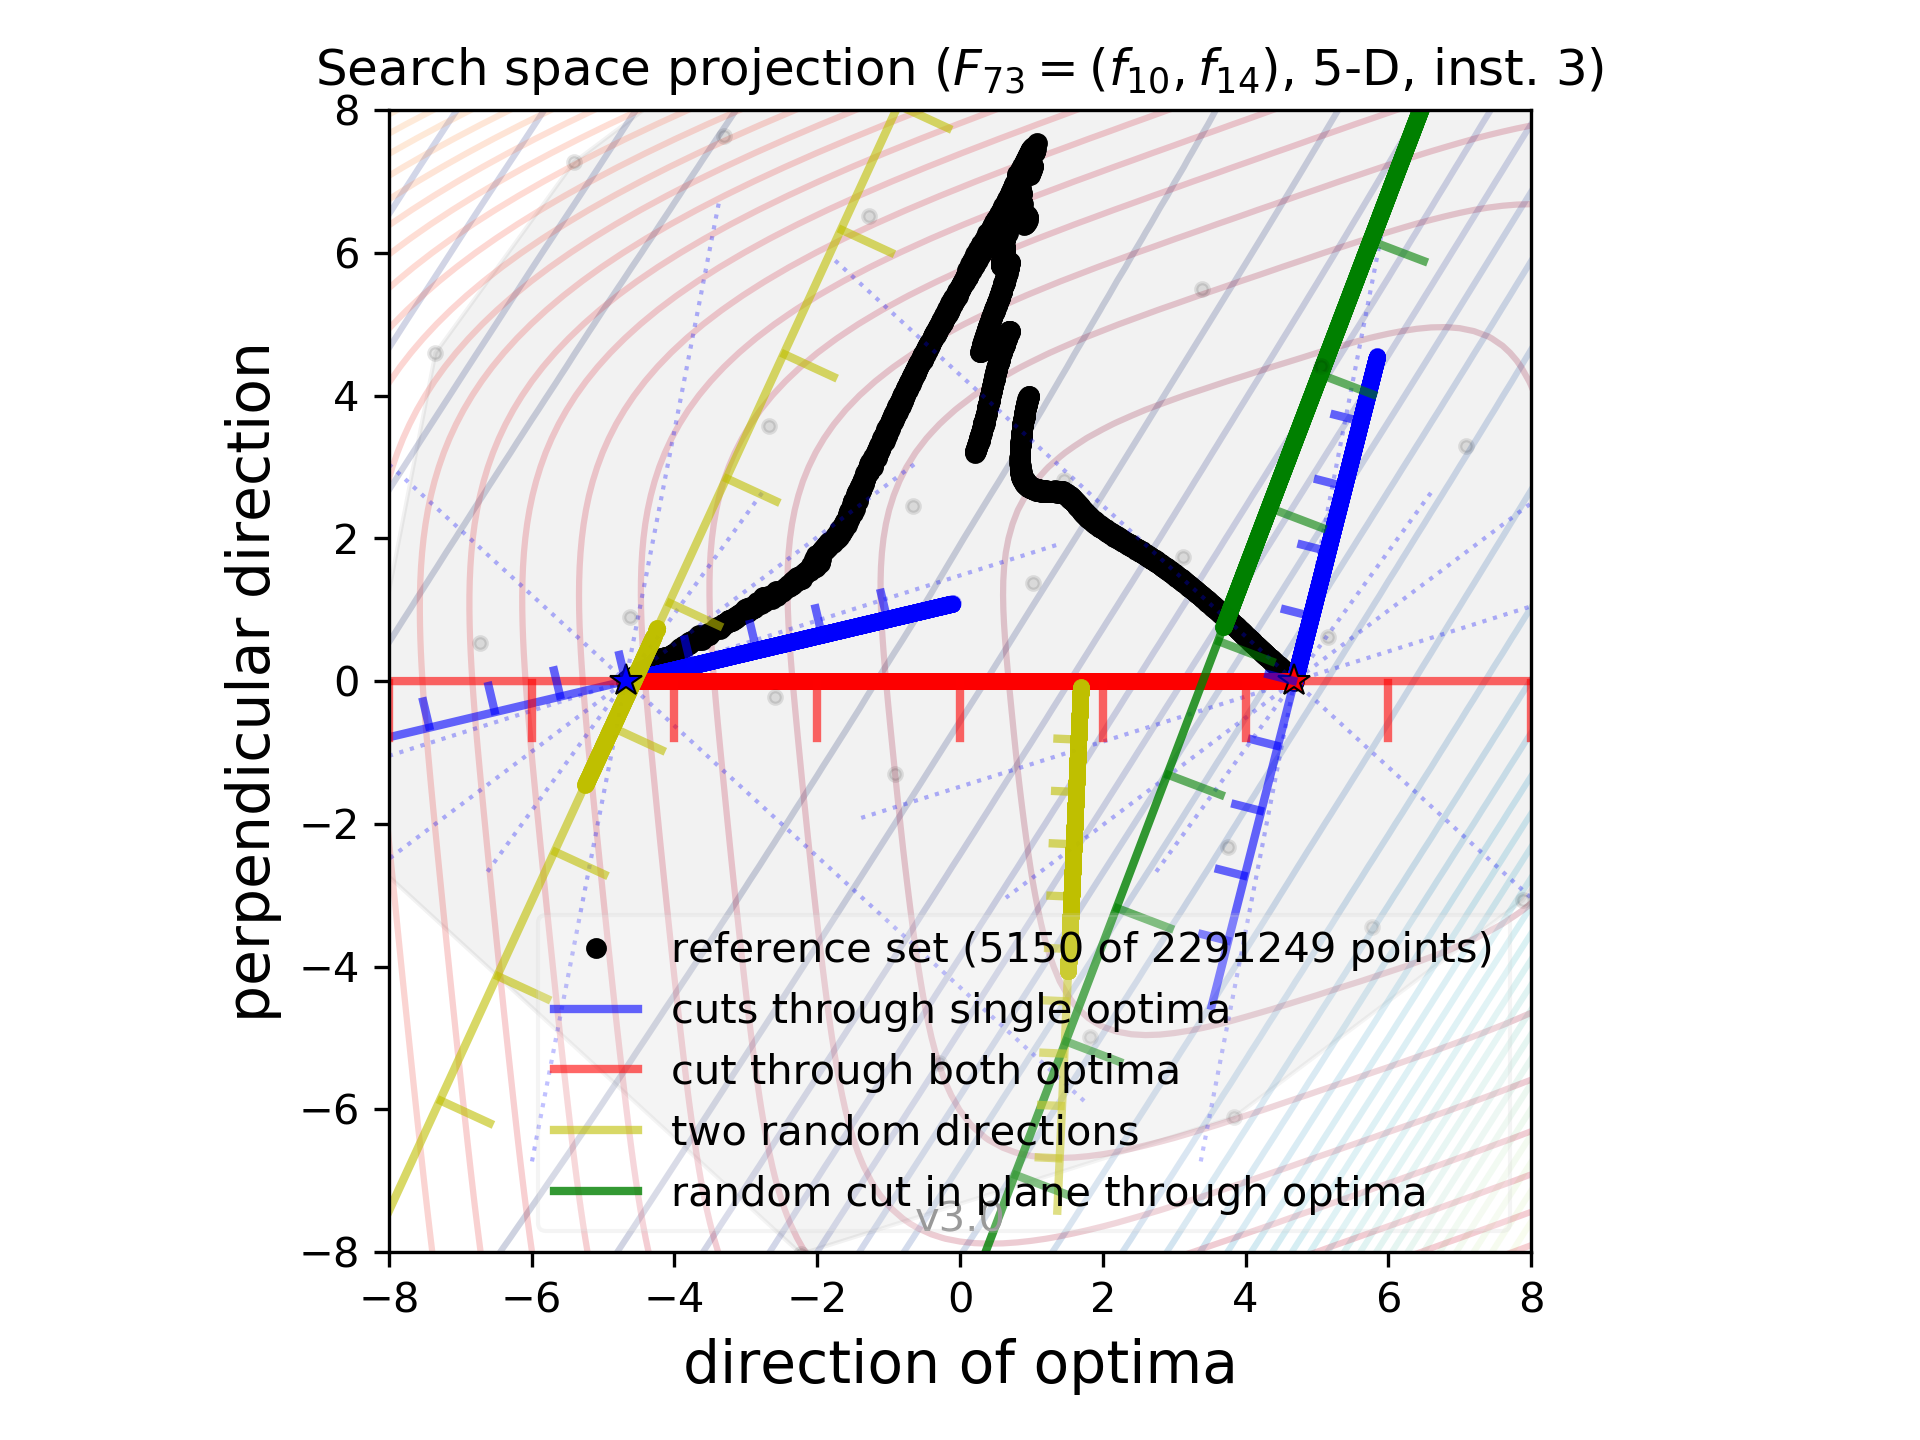 Search space projection (F73 = (f10, f14), 5-D, inst. 3)
perpendicular direction
8
6
4
2
0
−2
−4
−6
−8
reference set (5150 of 2291249 points)
cuts through single optima
cut through both optima
two random directions
random cut in plane through optima
v3.0
−8 −6 −4 −2 0 2 4 6 8
direction of optima